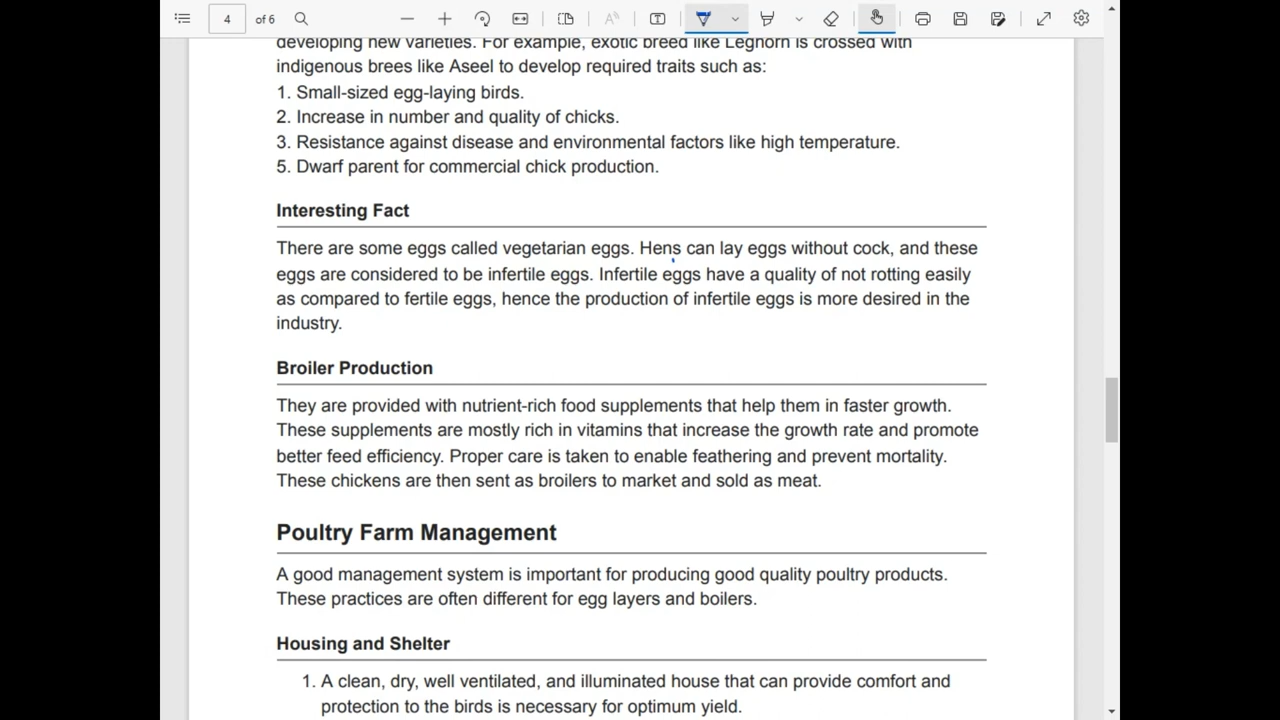 4 of 6
developing new varieties. For example, exotic breed like Leghorn is crossed with
indigenous brees like Aseel to develop required traits such as:
1. Small-sized egg-laying birds.
2. Increase in number and quality of chicks.
3. Resistance against disease and environmental factors like high temperature.
5. Dwarf parent for commercial chick production.
Interesting Fact
There are some eggs called vegetarian eggs. Hens can lay eggs without cock, and these
eggs are considered to be infertile eggs. Infertile eggs have a quality of not rotting easily
as compared to fertile eggs, hence the production of infertile eggs is more desired in the
industry.
Broiler Production
They are provided with nutrient-rich food supplements that help them in faster growth.
These supplements are mostly rich in vitamins that increase the growth rate and promote
better feed efficiency. Proper care is taken to enable feathering and prevent mortality.
These chickens are then sent as broilers to market and sold as meat.
Poultry Farm Management
A good management system is important for producing good quality poultry products.
These practices are often different for egg layers and boilers.
Housing and Shelter
1. A clean, dry, well ventilated, and illuminated house that can provide comfort and
protection to the birds is necessary for optimum yield.